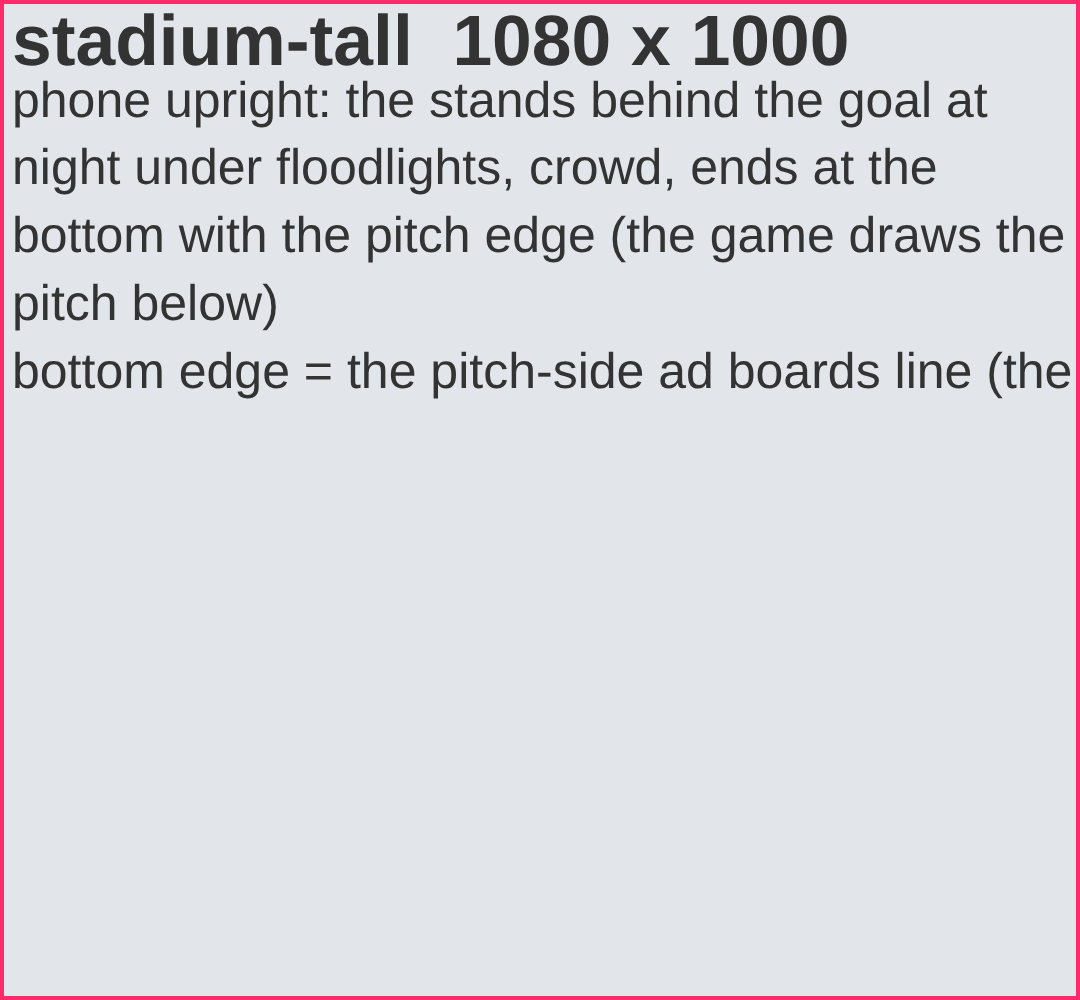 stadium-tall 1080 x 1000
phone upright: the stands behind the goal at
night under floodlights, crowd, ends at the
bottom with the pitch edge (the game draws the
pitch below)
bottom edge = the pitch-side ad boards line (the